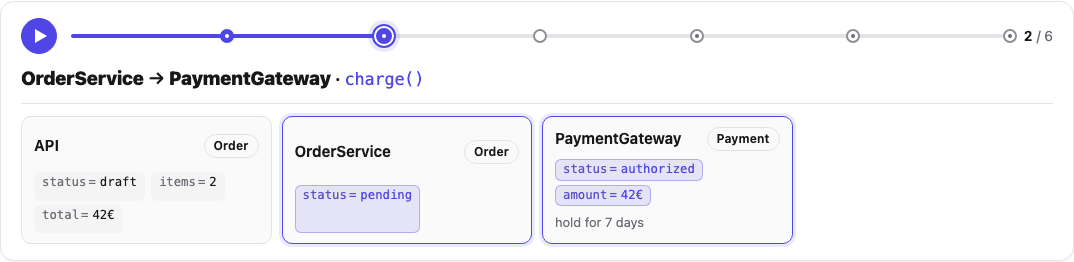 2 / 6
OrderService → PaymentGateway · charge()
API
Order
status=draft
items=2
total=42€
OrderService
Order
status=pending
PaymentGateway
Payment
status=authorized
amount=42€
hold for 7 days